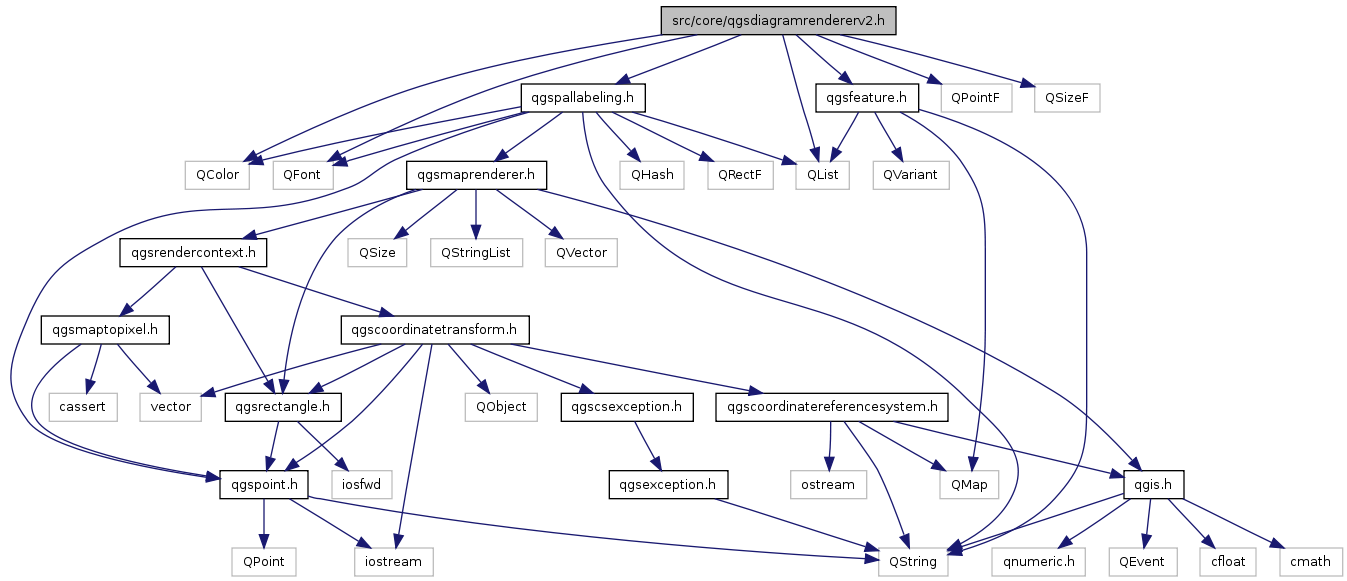 src/core/qgsdiagramrendererv2.h
qgspallabeling.h
qgsfeature.h
QPointF
QSizeF
QColor
QFont
qgsmaprenderer.h
QHash
QRectF
QList
QVariant
qgsrendercontext.h
QSize
QStringList
QVector
qgsmaptopixel.h
qgscoordinatetransform.h
cassert
vector
qgsrectangle.h
QObject
qgscsexception.h
qgscoordinatereferencesystem.h
qgspoint.h
iosfwd
qgsexception.h
ostream
QMap
qgis.h
QPoint
iostream
QString
qnumeric.h
QEvent
cfloat
cmath